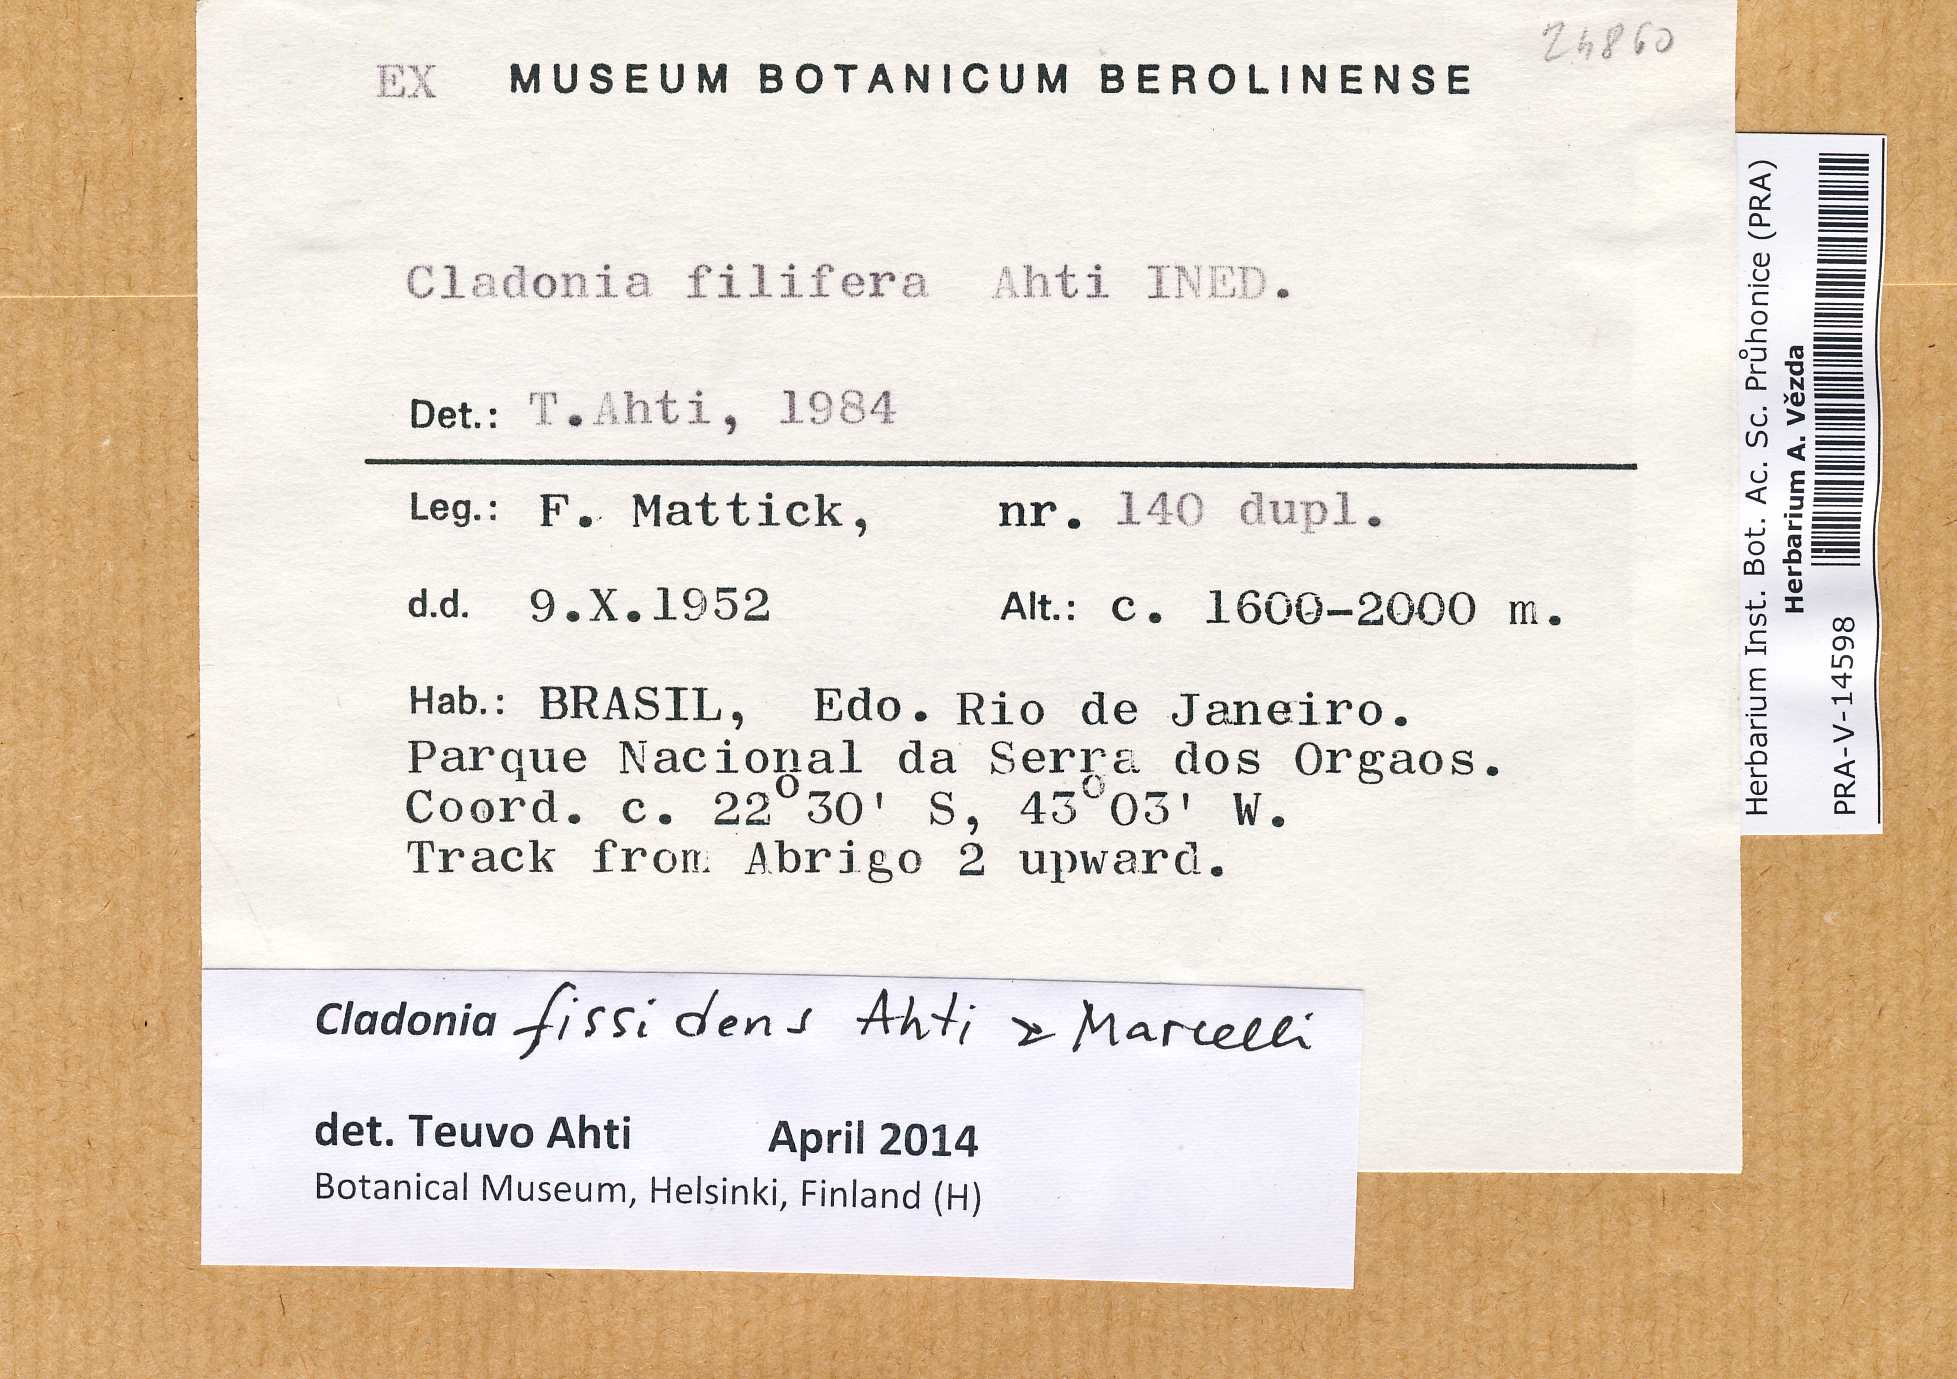 24860
EX MUSEUM BOTANICUM BEROLINENSE
Cladonia filifera Ahti INED.
Det.: T.Ahti, 1984
Leg.: F. Mattick, nr. 140 dupl.
d.d. 9.X.1952 Alt.: c. 1600-2000 m.
Hab.: BRASIL, Edo. Rio de Janeiro.
Parque Nacional da Serra dos Orgaos.
Coord. c. 22°30' S, 43°03' W.
Track from Abrigo 2 upward.
Cladonia fissidens Ahti & Marcelli
det. Teuvo Ahti April 2014
Botanical Museum, Helsinki, Finland (H)
Herbarium Inst. Bot. Ac. Sc. Průhonice (PRA)
Herbarium A. Vězda
PRA-V-14598